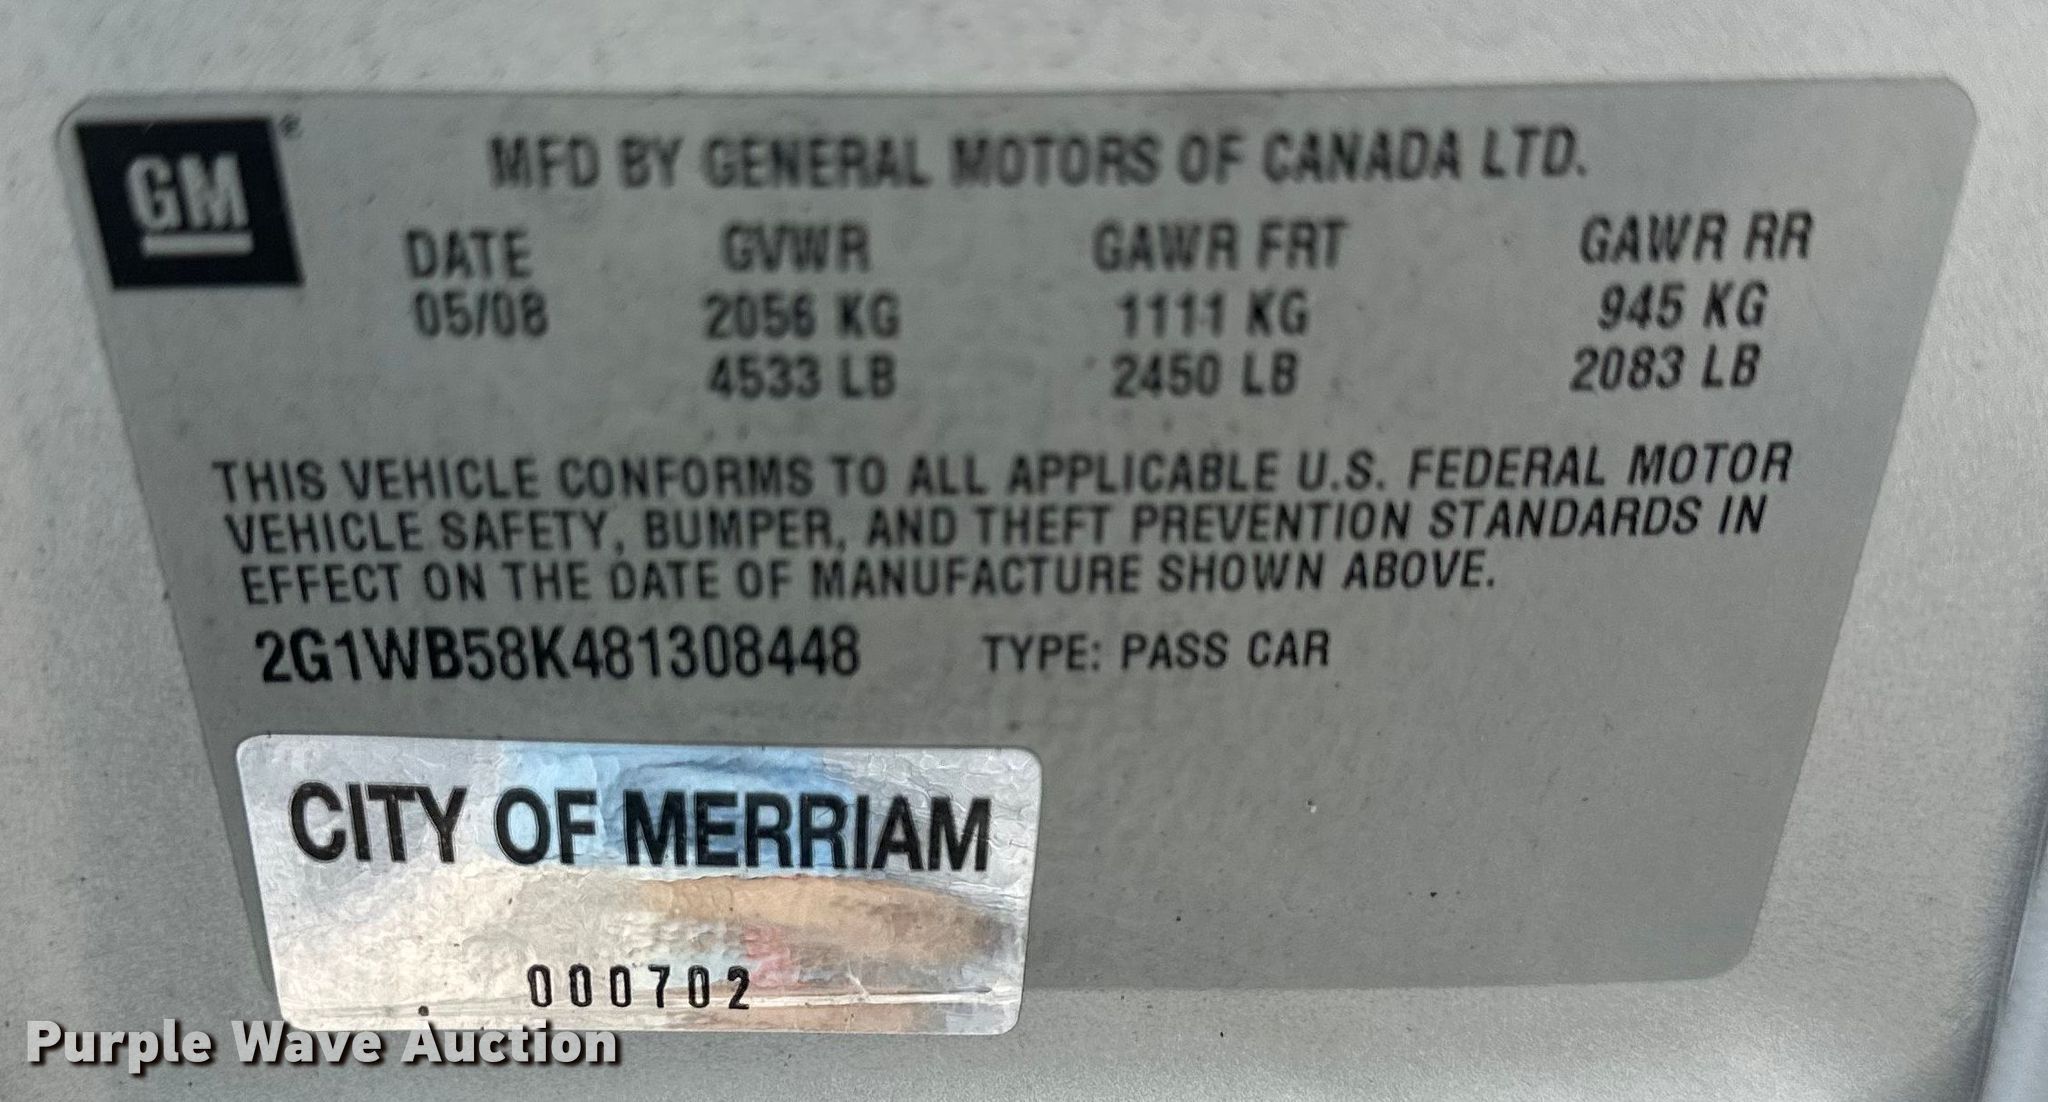 GM
MFD BY GENERAL MOTORS OF CANADA LTD.
DATE GVWR GAWR FRT GAWR RR
05/08 2056 KG 1111 KG 945 KG
4533 LB 2450 LB 2083 LB
THIS VEHICLE CONFORMS TO ALL APPLICABLE U.S. FEDERAL MOTOR
VEHICLE SAFETY, BUMPER, AND THEFT PREVENTION STANDARDS IN
EFFECT ON THE DATE OF MANUFACTURE SHOWN ABOVE.
2G1WB58K481308448 TYPE: PASS CAR
CITY OF MERRIAM
000702
Purple Wave Auction